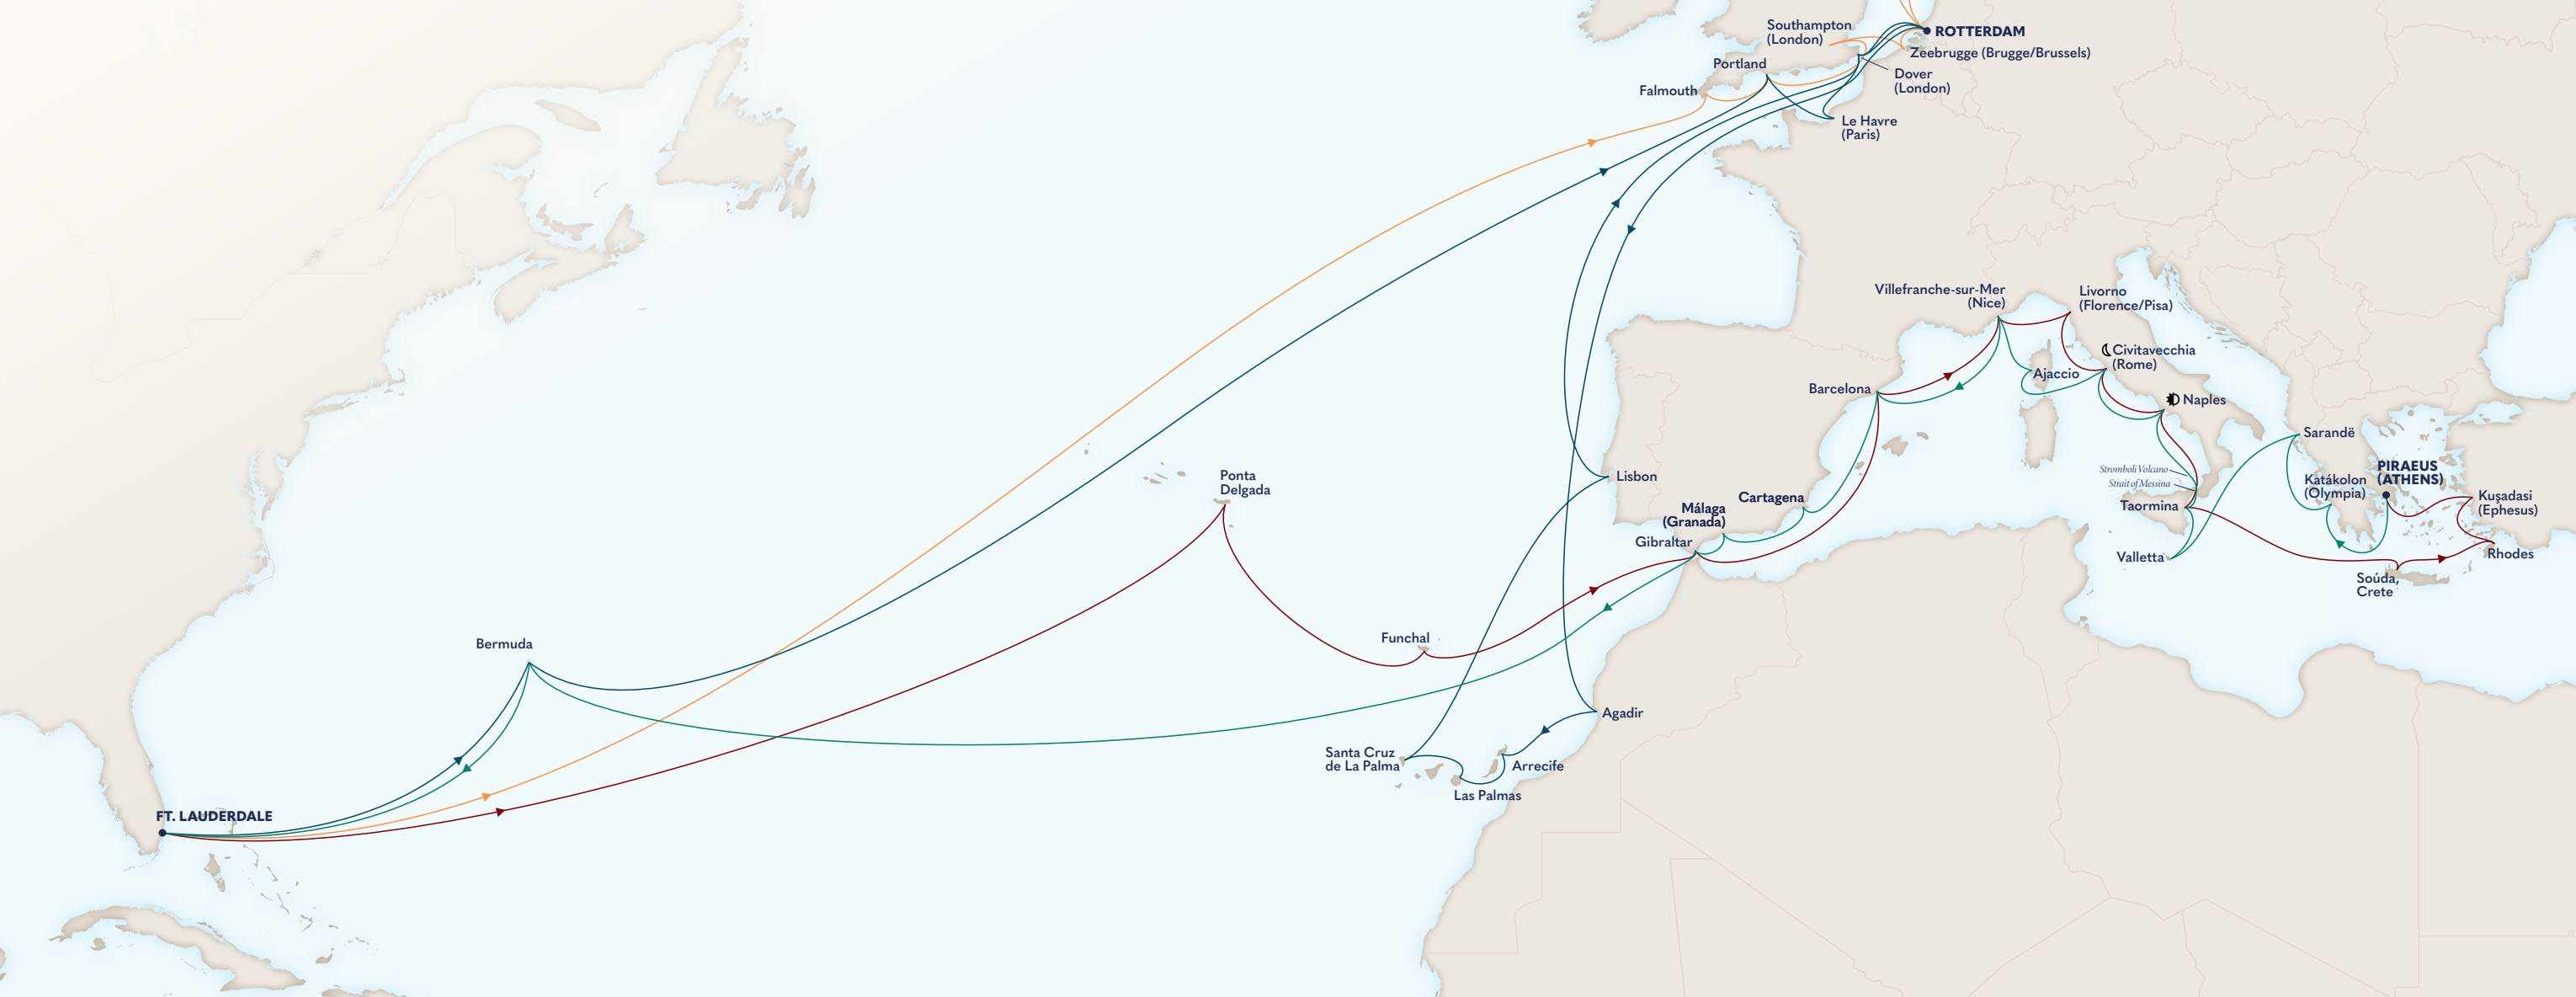 Southampton
(London)
ROTTERDAM
Zeebrugge (Brugge/Brussels)
Portland
Dover
(London)
Falmouth
Le Havre
(Paris)
Villefranche-sur-Mer
(Nice)
Livorno
(Florence/Pisa)
Civitavecchia
(Rome)
Ajaccio
Barcelona
Naples
Sarandë
Ponta
Delgada
Lisbon
Stromboli Volcano
Strait of Messina
Katákolon
(Olympia)
PIRAEUS
(ATHENS)
Kuşadasi
(Ephesus)
Cartagena
Málaga
(Granada)
Taormina
Gibraltar
Valletta
Rhodes
Soúda,
Crete
Funchal
Bermuda
Agadir
Santa Cruz
de La Palma
Arrecife
Las Palmas
FT. LAUDERDALE